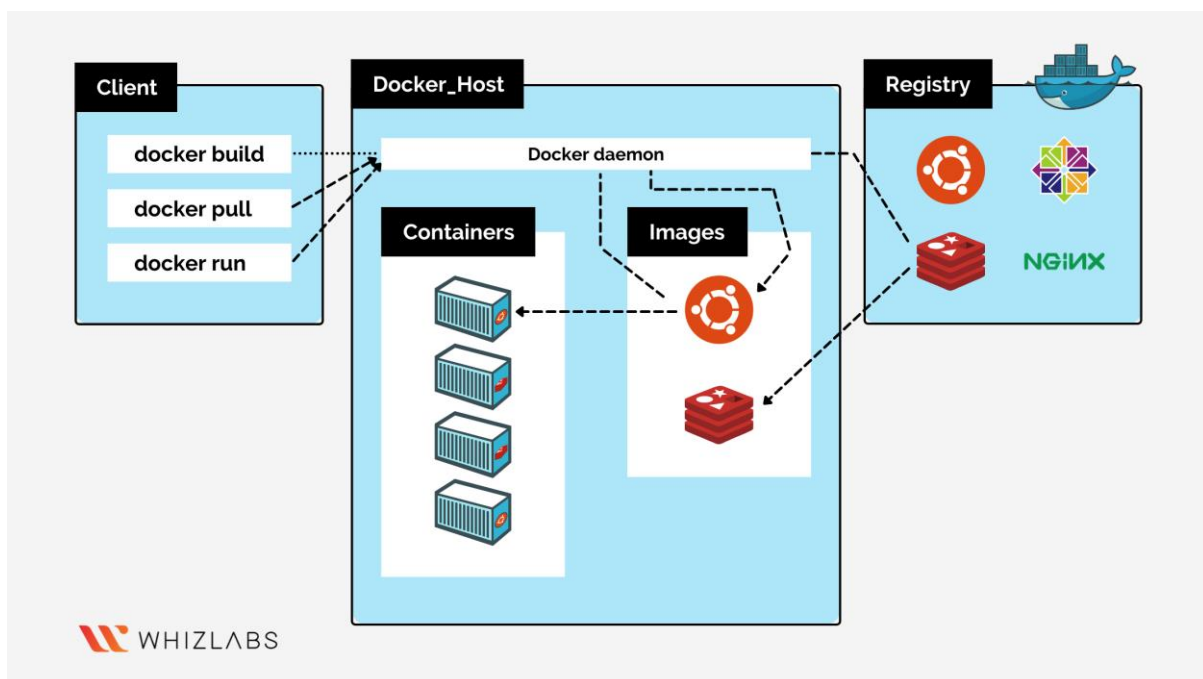 Client
docker build
docker pull
docker run
Docker_Host
Docker daemon
Containers
Images
Registry
NGINX
WHIZLABS